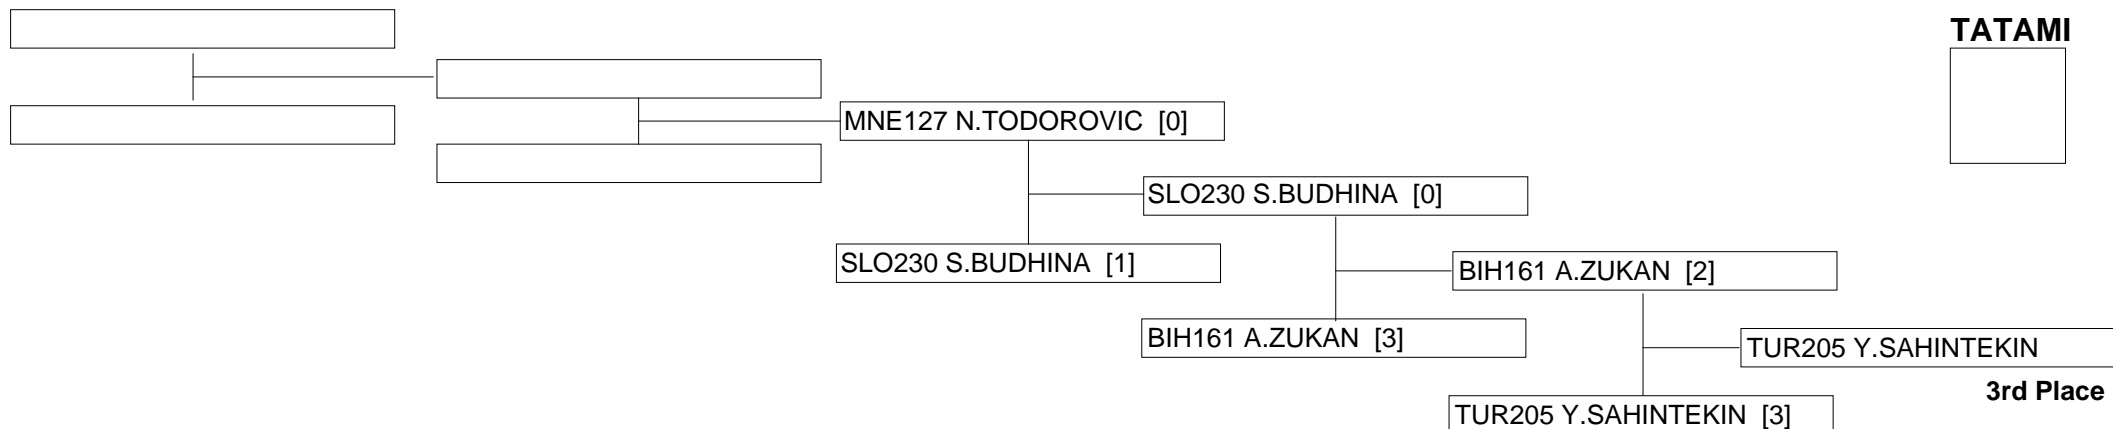 TATAMI
MNE127 N.TODOROVIC [0]
SLO230 S.BUDHINA [0]
SLO230 S.BUDHINA [1]
BIH161 A.ZUKAN [2]
BIH161 A.ZUKAN [3]
TUR205 Y.SAHINTEKIN
3rd Place
TUR205 Y.SAHINTEKIN [3]